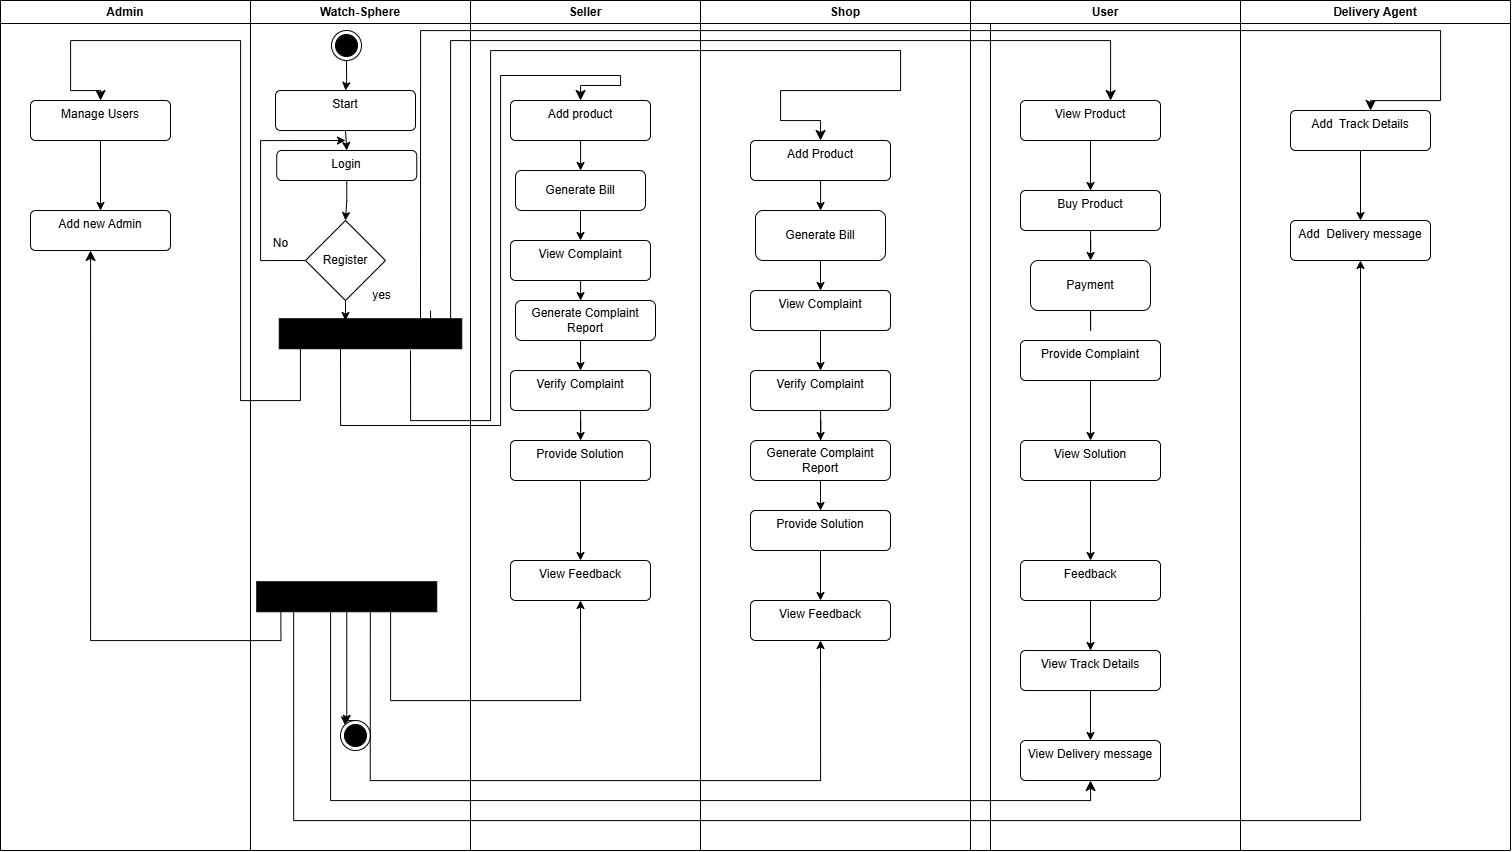 Admin
Watch-Sphere
Seller
Shop
User
Delivery Agent
Manage Users
Add new Admin
Start
Login
No
Register
yes
Add product
Generate Bill
View Complaint
Generate Complaint
Report
Verify Complaint
Provide Solution
View Feedback
Add Product
Generate Bill
View Complaint
Verify Complaint
Generate Complaint
Report
Provide Solution
View Feedback
View Product
Buy Product
Payment
Provide Complaint
View Solution
Feedback
View Track Details
View Delivery message
Add  Track Details
Add  Delivery message